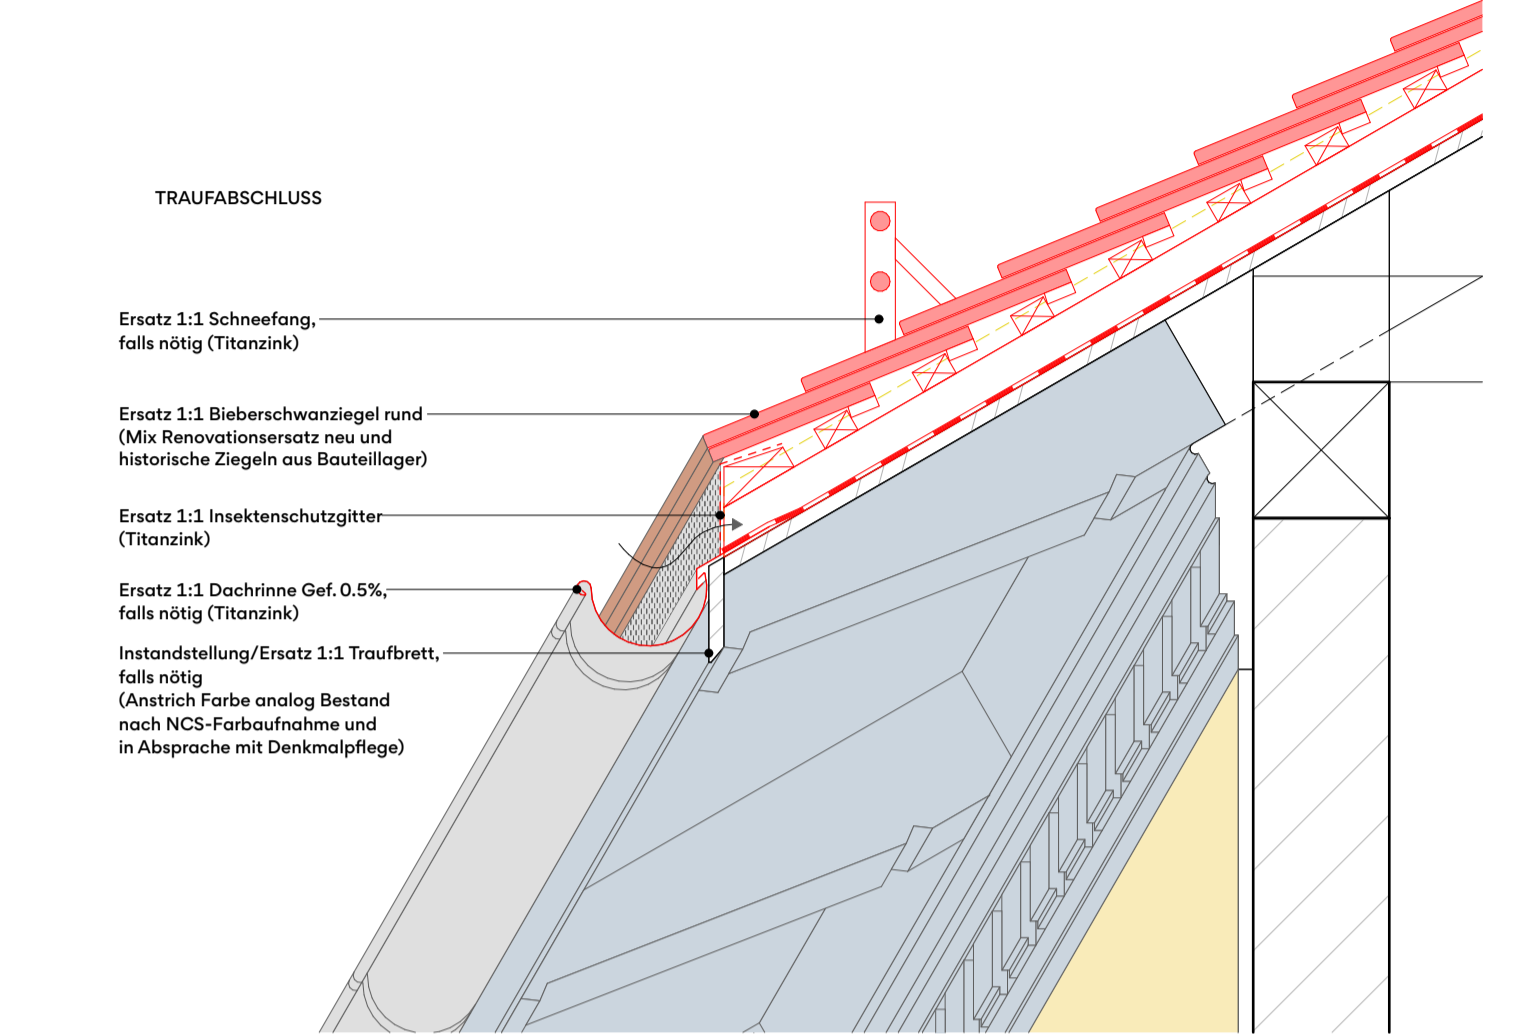 TRAUFABSCHLUSS
Ersatz 1:1 Schneefang,
falls nötig (Titanzink)
Ersatz 1:1 Bieberschwanziegel rund
(Mix Renovationsersatz neu und
historische Ziegeln aus Bauteillager)
Ersatz 1:1 Insektenschutzgitter
(Titanzink)
Ersatz 1:1 Dachrinne Gef. 0.5%,
falls nötig (Titanzink)
Instandstellung/Ersatz 1:1 Traufbrett,
falls nötig
(Anstrich Farbe analog Bestand
nach NCS-Farbaufnahme und
in Absprache mit Denkmalpflege)